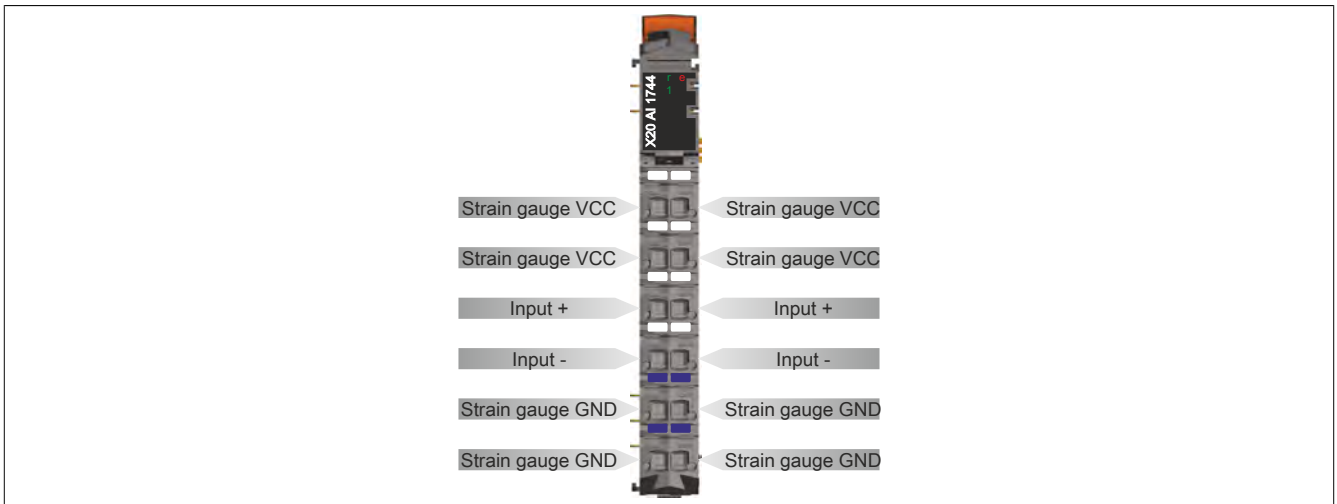 X20 AI 1744
r e
1
Strain gauge VCC Strain gauge VCC
Strain gauge VCC Strain gauge VCC
Input + Input +
Input - Input -
Strain gauge GND Strain gauge GND
Strain gauge GND Strain gauge GND